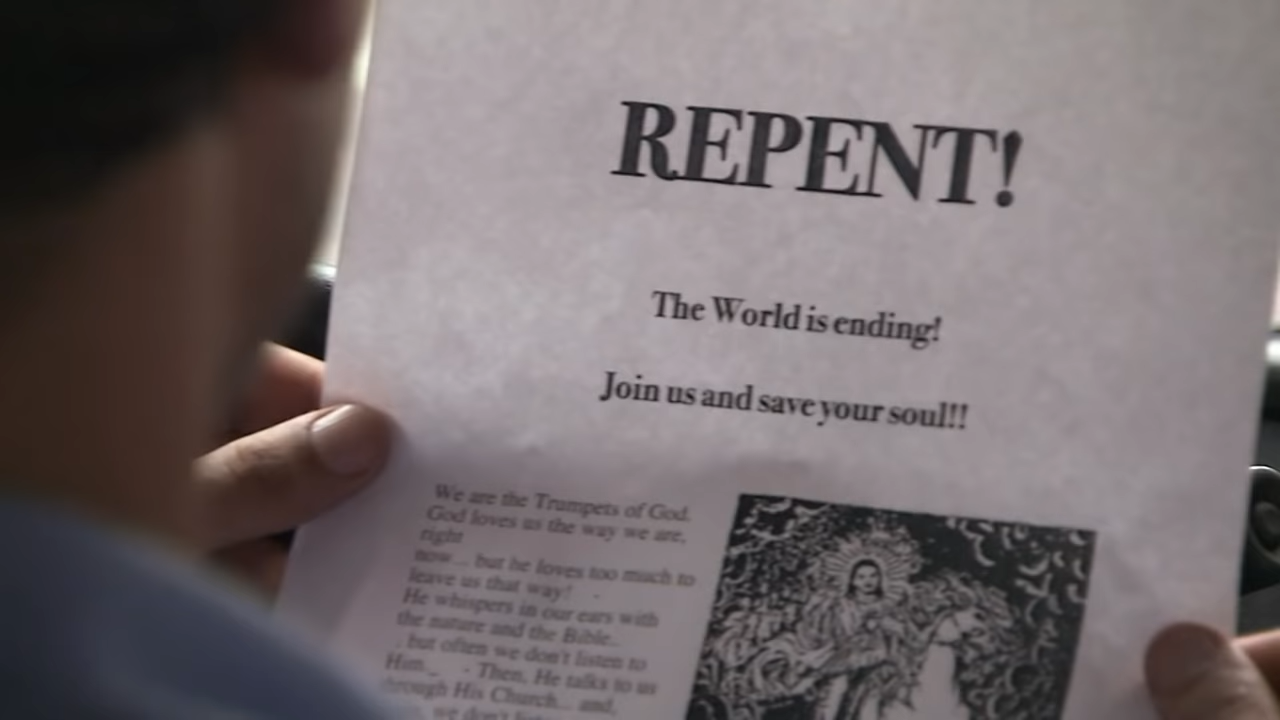 REPENT!
The World is ending!
Join us and save your soul!!
We are the Trumpets of God.
God loves us the way we are,
right
now... but he loves too much to
leave us that way!
He whispers in our ears with
the nature and the Bible..
. but often we don't listen to
Him... Then, He talks to us
through His Church... and,
we don't